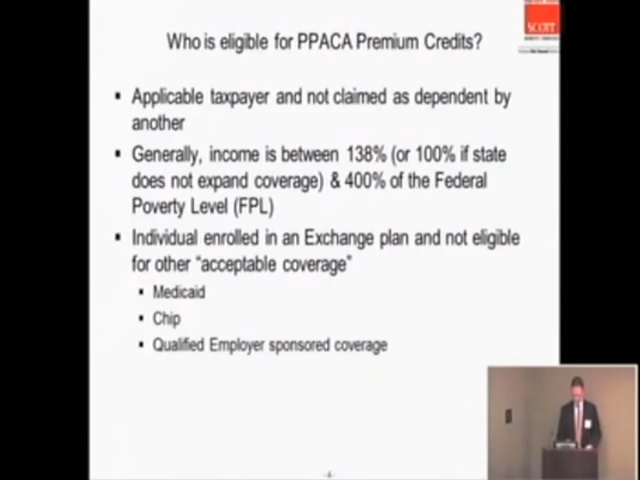 SCOTT
Who is eligible for PPACA Premium Credits?
▪ Applicable taxpayer and not claimed as dependent by
another
▪ Generally, income is between 138% (or 100% if state
does not expand coverage) & 400% of the Federal
Poverty Level (FPL)
▪ Individual enrolled in an Exchange plan and not eligible
for other “acceptable coverage”
▪ Medicaid
▪ Chip
▪ Qualified Employer sponsored coverage
-4-